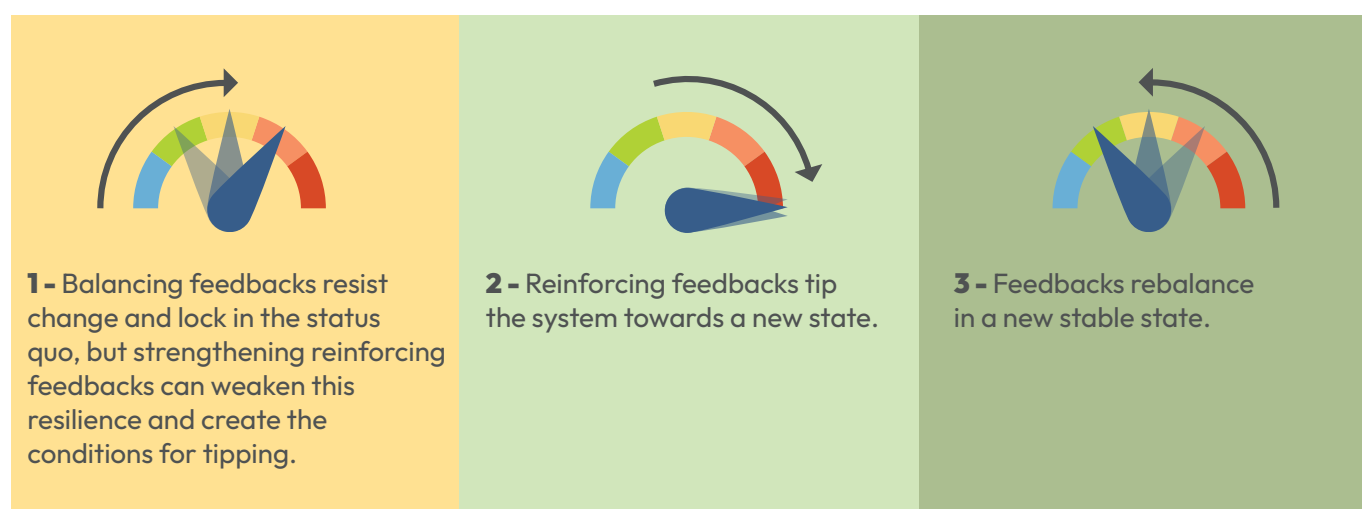 1 - Balancing feedbacks resist
change and lock in the status
quo, but strengthening reinforcing
feedbacks can weaken this
resilience and create the
conditions for tipping.
2 - Reinforcing feedbacks tip
the system towards a new state.
3 - Feedbacks rebalance
in a new stable state.